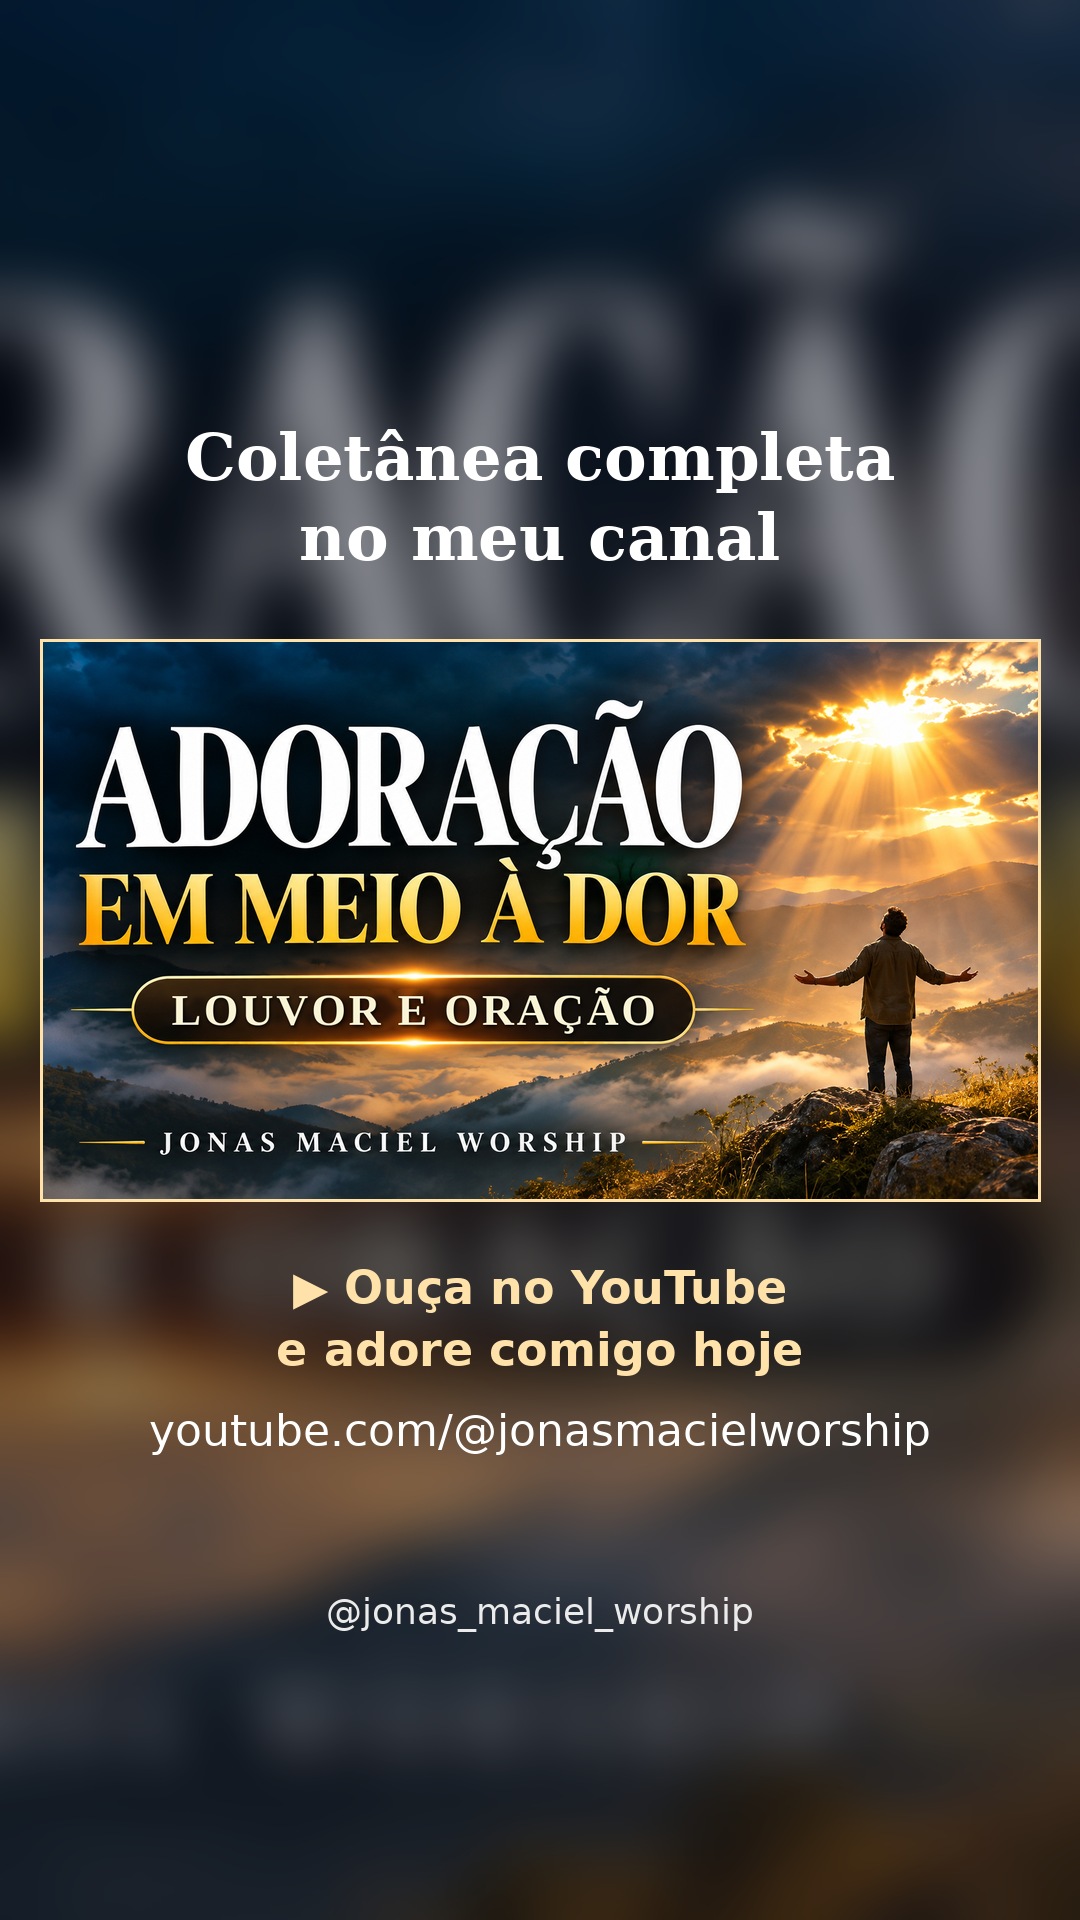 Coletânea completa
no meu canal
ADORAÇÃO
EM MEIO À DOR
LOUVOR E ORAÇÃO
JONAS MACIEL WORSHIP
▶ Ouça no YouTube
e adore comigo hoje
youtube.com/@jonasmacielworship
@jonas_maciel_worship